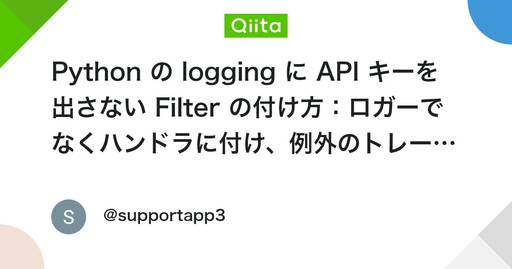 Qiita
Python の logging に API キーを
出さない Filter の付け方：ロガーで
なくハンドラに付け、例外のトレー…
S
@supportapp3